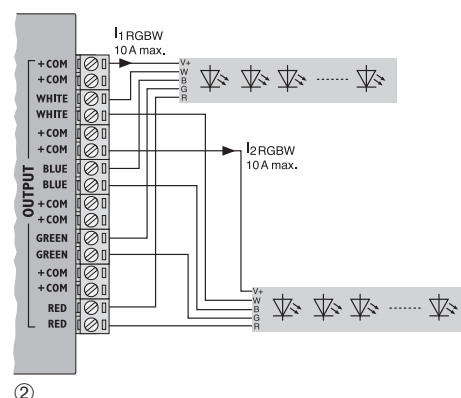 I1 RGBW
10 A max.
+COM
+COM
WHITE
WHITE
+COM
+COM
BLUE
BLUE
+COM
+COM
GREEN
GREEN
+COM
+COM
RED
RED
OUTPUT
V+
W
B
G
R
I2 RGBW
10 A max.
V+
W
B
G
R
②